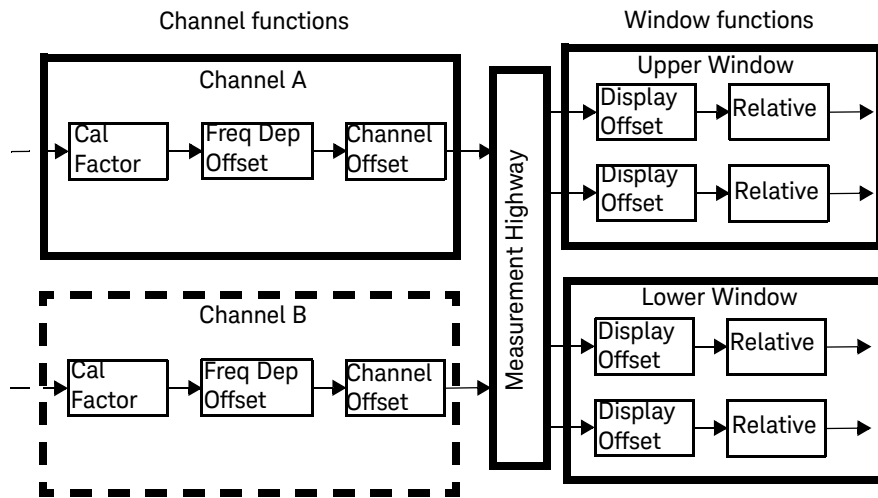 Channel functions
Window functions
Channel A
Cal
Factor
Freq Dep
Offset
Channel
Offset
Channel B
Cal
Factor
Freq Dep
Offset
Channel
Offset
Measurement Highway
Upper Window
Display
Offset
Relative
Display
Offset
Relative
Lower Window
Display
Offset
Relative
Display
Offset
Relative